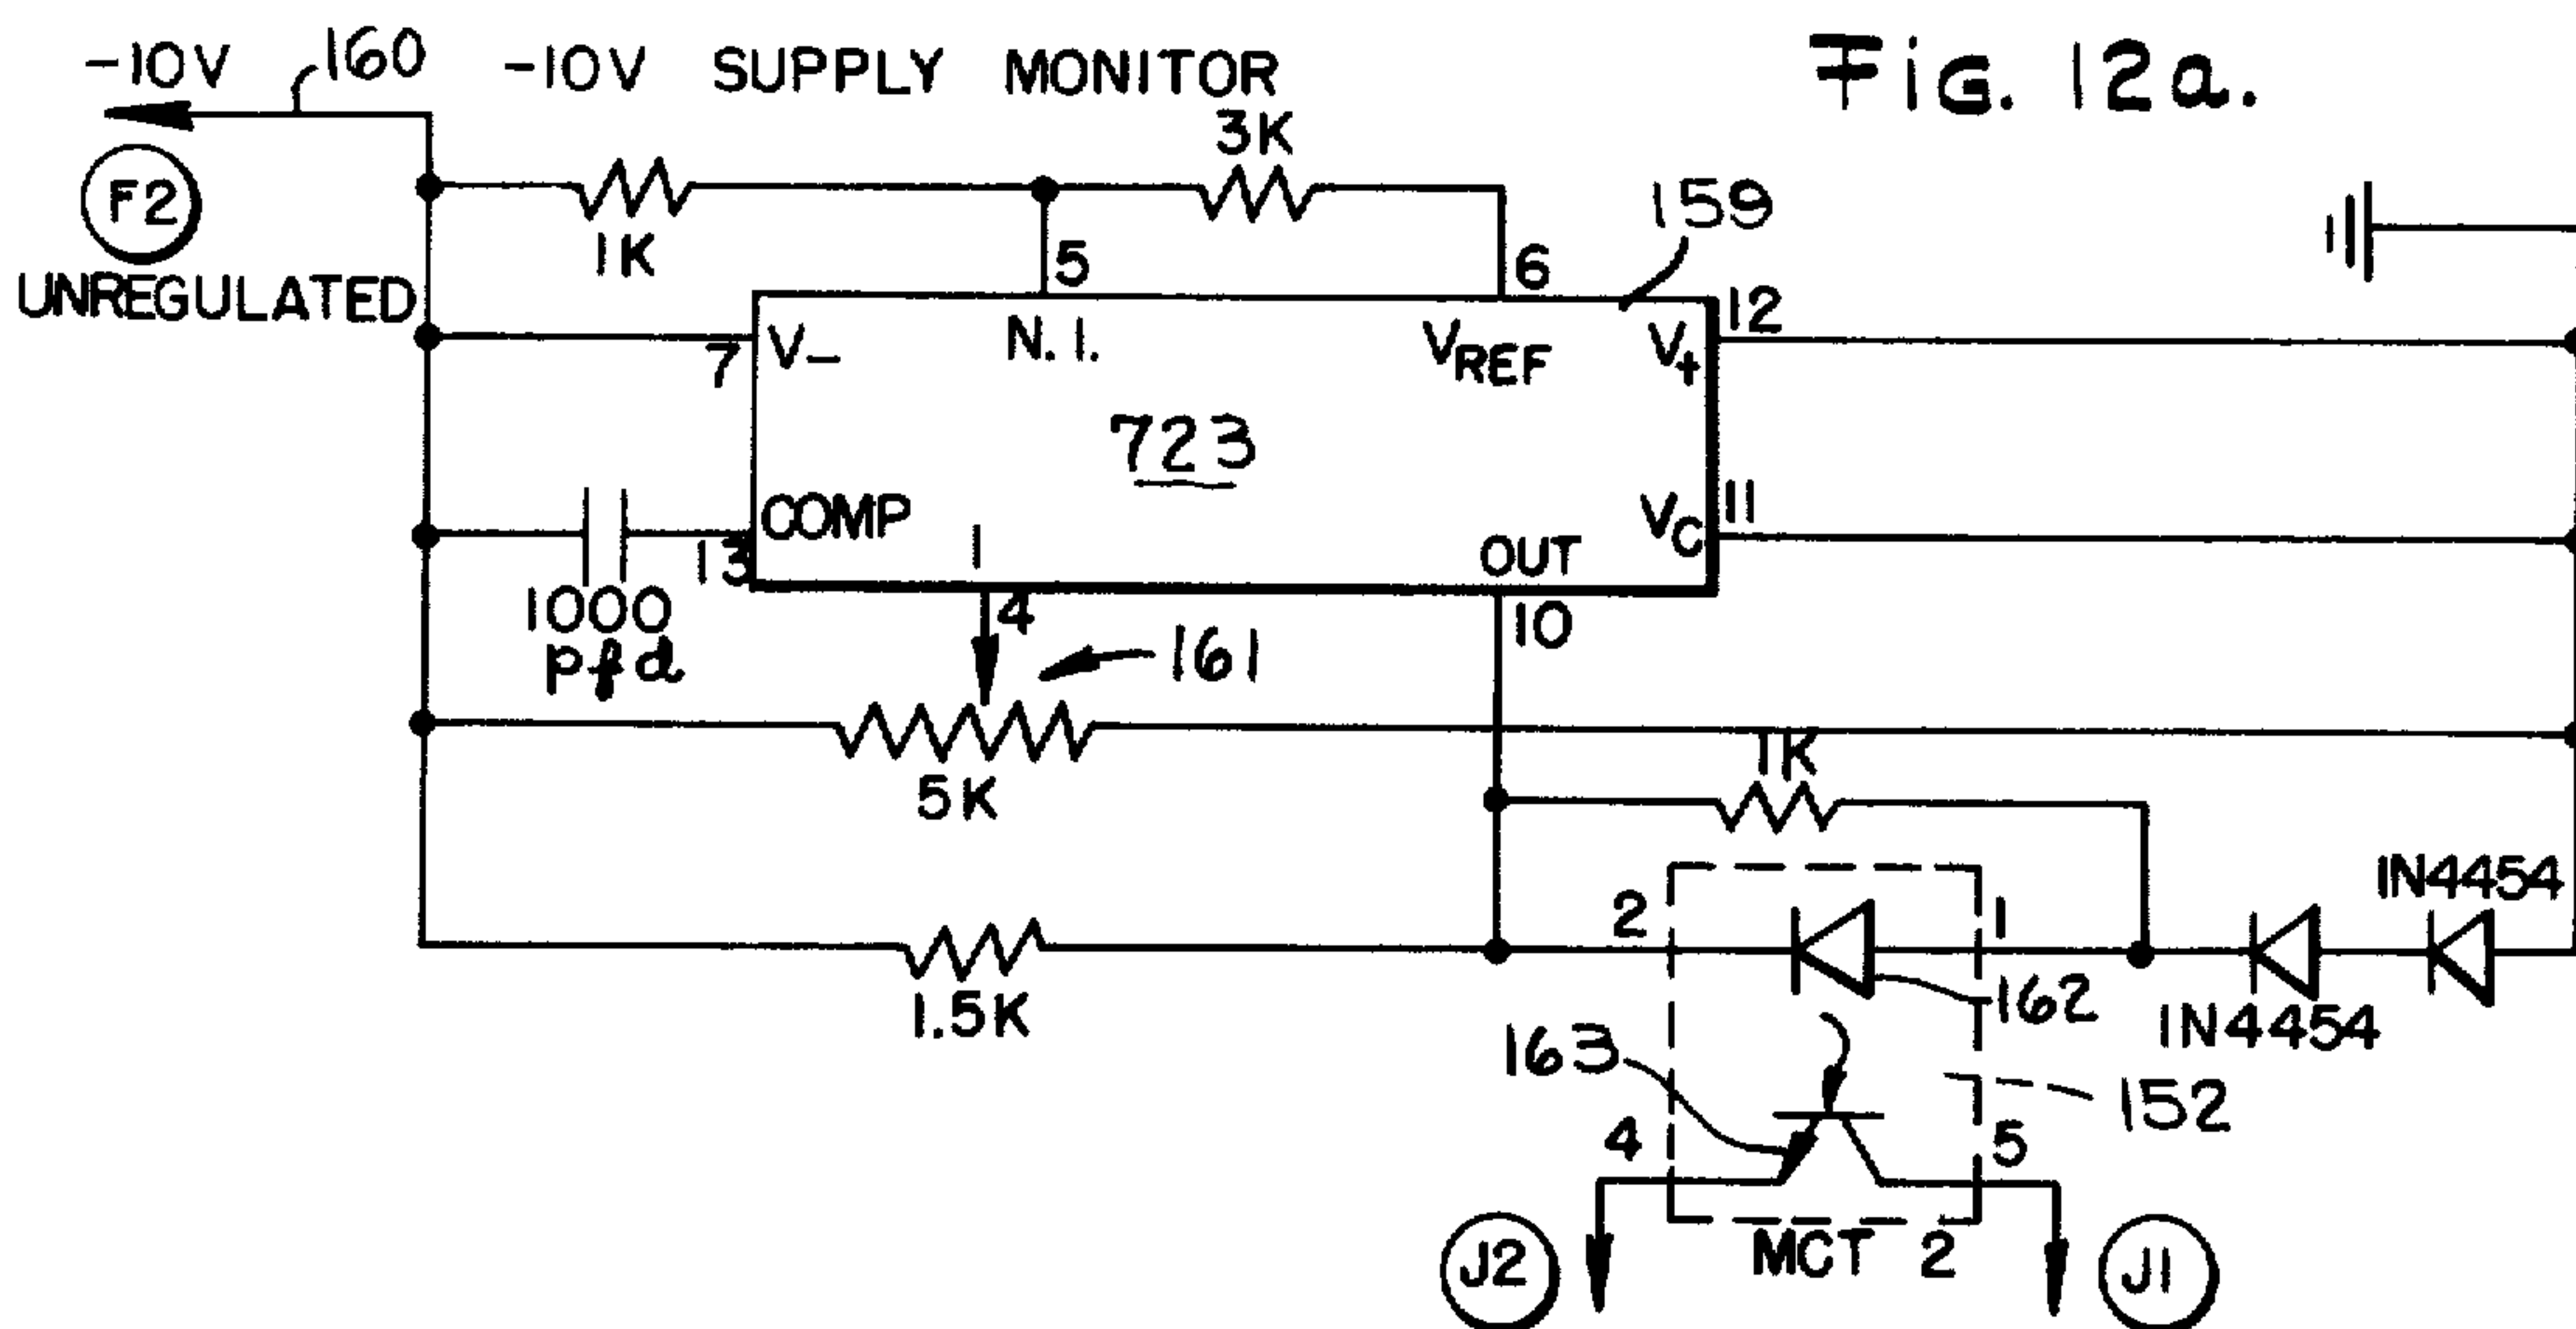 -10V
160
-10V SUPPLY MONITOR
Fig. 12a.
F2
UNREGULATED
1K
3K
159
5
6
12
7
V-
N.I.
VREF
V+
723
COMP
13
1
4
OUT
10
VC
11
1000
pfd
161
5K
1K
1.5K
2
1
162
1N4454
1N4454
163
152
4
5
MCT 2
J2
J1